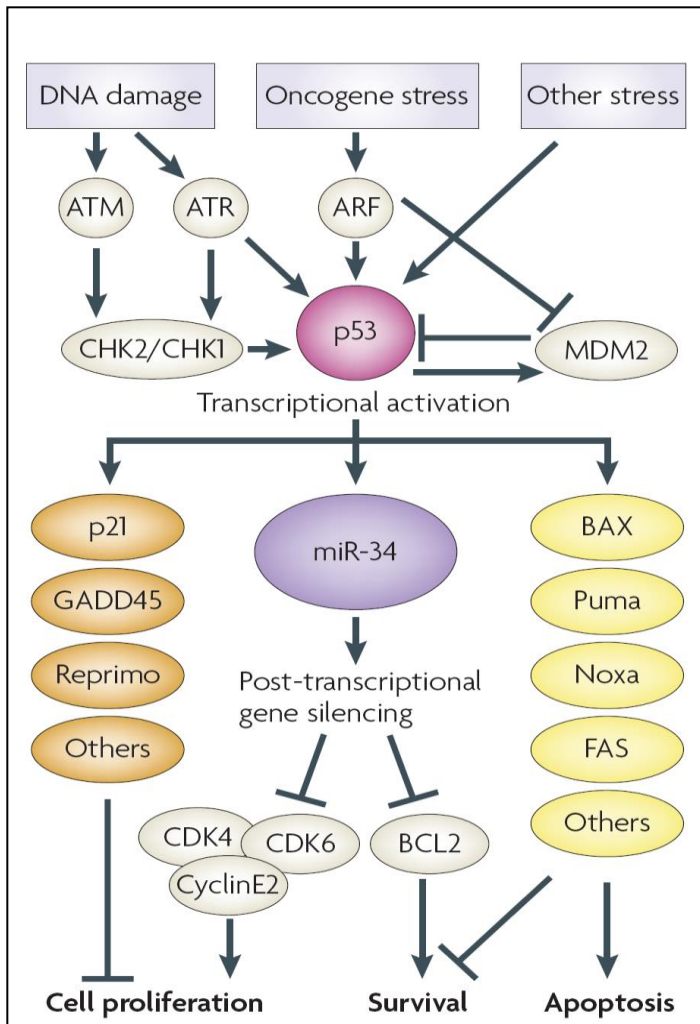 DNA damage
Oncogene stress
Other stress
ATM
ATR
ARF
CHK2/CHK1
p53
MDM2
Transcriptional activation
p21
GADD45
Reprimo
Others
miR-34
Post-transcriptional
gene silencing
BAX
Puma
Noxa
FAS
Others
CDK4
CDK6
CyclinE2
BCL2
Cell proliferation
Survival
Apoptosis